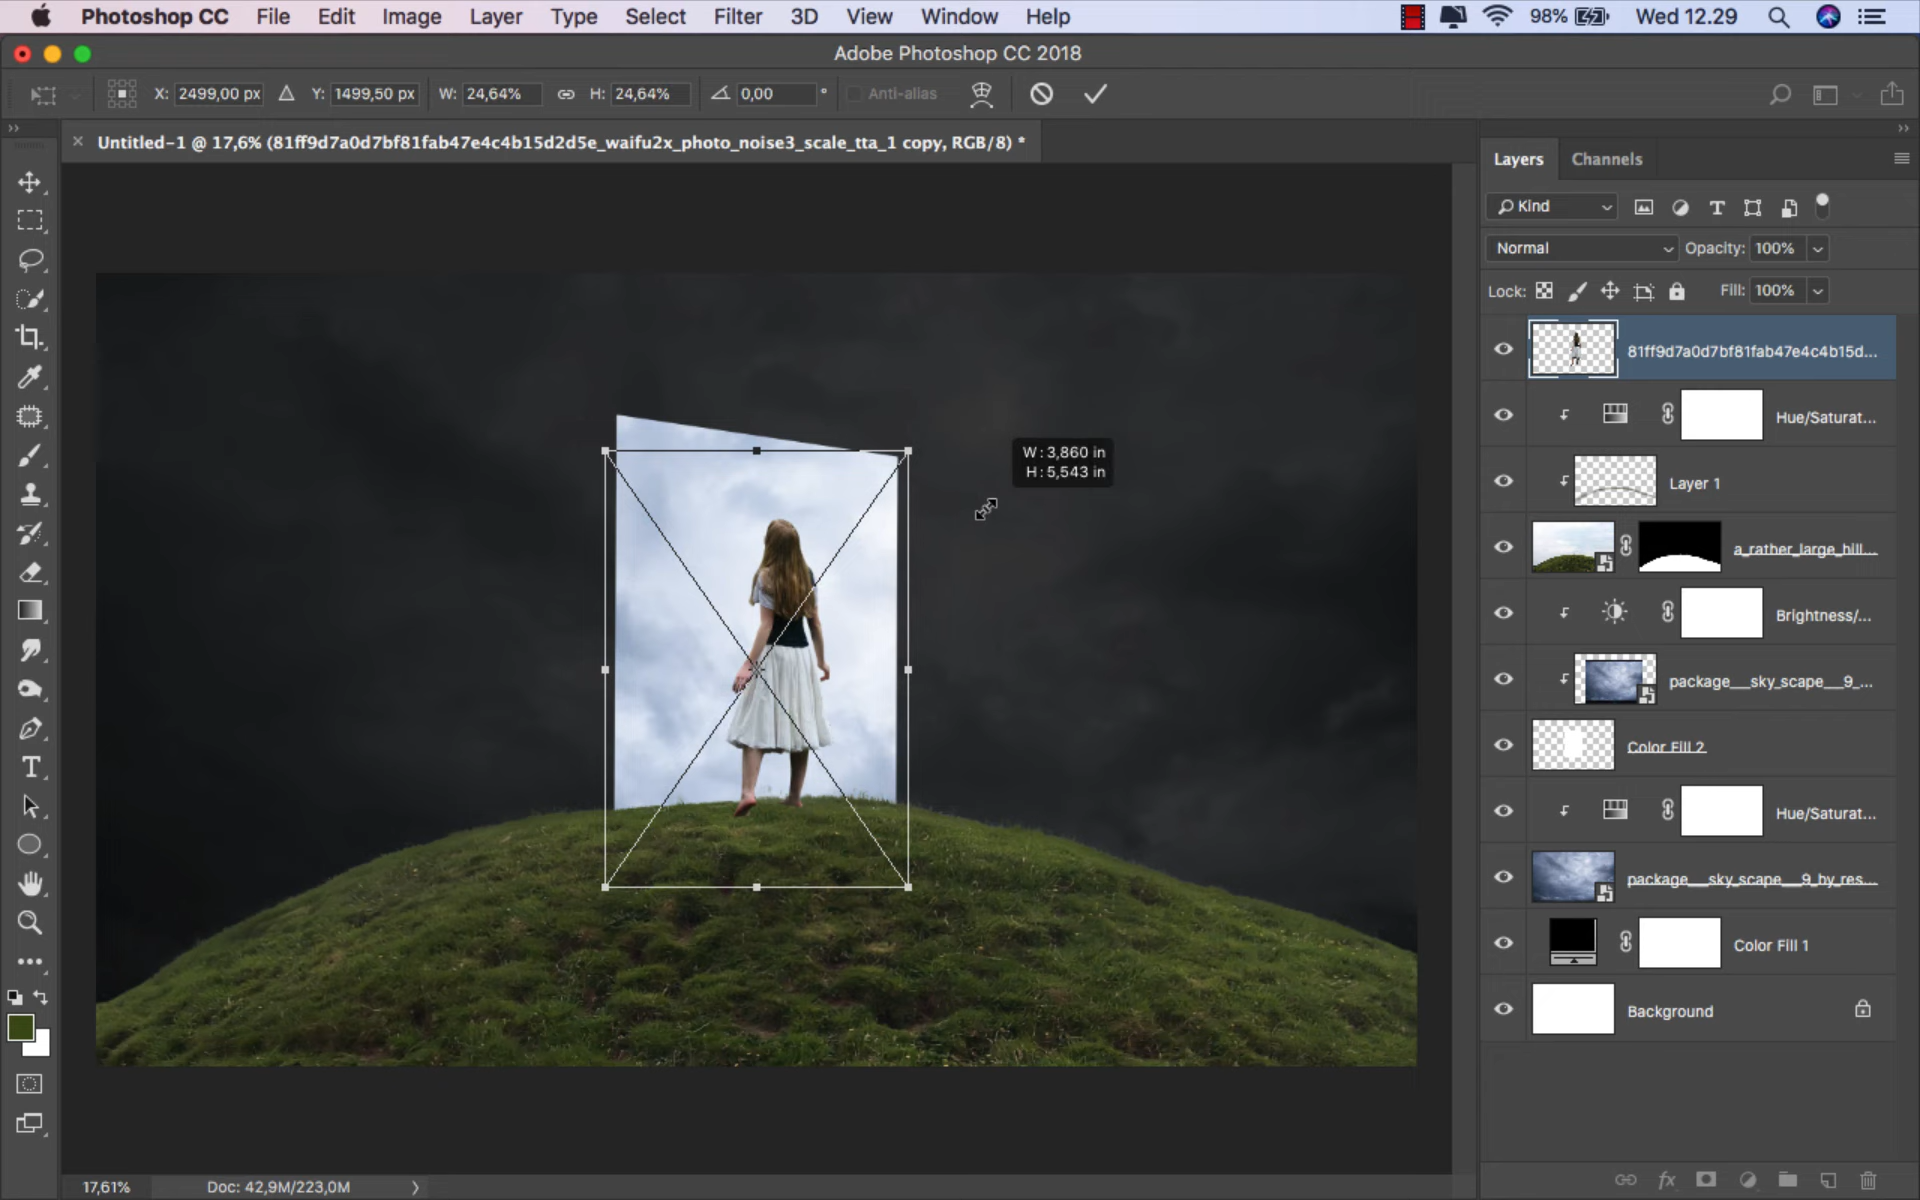 Photoshop CC File Edit Image Layer Type Select Filter 3D View Window Help 98% Wed 12.29
Adobe Photoshop CC 2018
X: 2499,00 px Y: 1499,50 px W: 24,64% H: 24,64% 0,00 ° Anti-alias
Untitled-1 @ 17,6% (81ff9d7a0d7bf81fab47e4c4b15d2d5e_waifu2x_photo_noise3_scale_tta_1 copy, RGB/8) *
W: 3,860 in
H: 5,543 in
Layers Channels
Kind
Normal Opacity: 100%
Lock: Fill: 100%
81ff9d7a0d7bf81fab47e4c4b15d...
Hue/Saturat...
Layer 1
a_rather_large_hill...
Brightness/...
package__sky_scape__9_...
Color Fill 2
Hue/Saturat...
package__sky_scape__9_by_res...
Color Fill 1
Background
17,61% Doc: 42,9M/223,0M